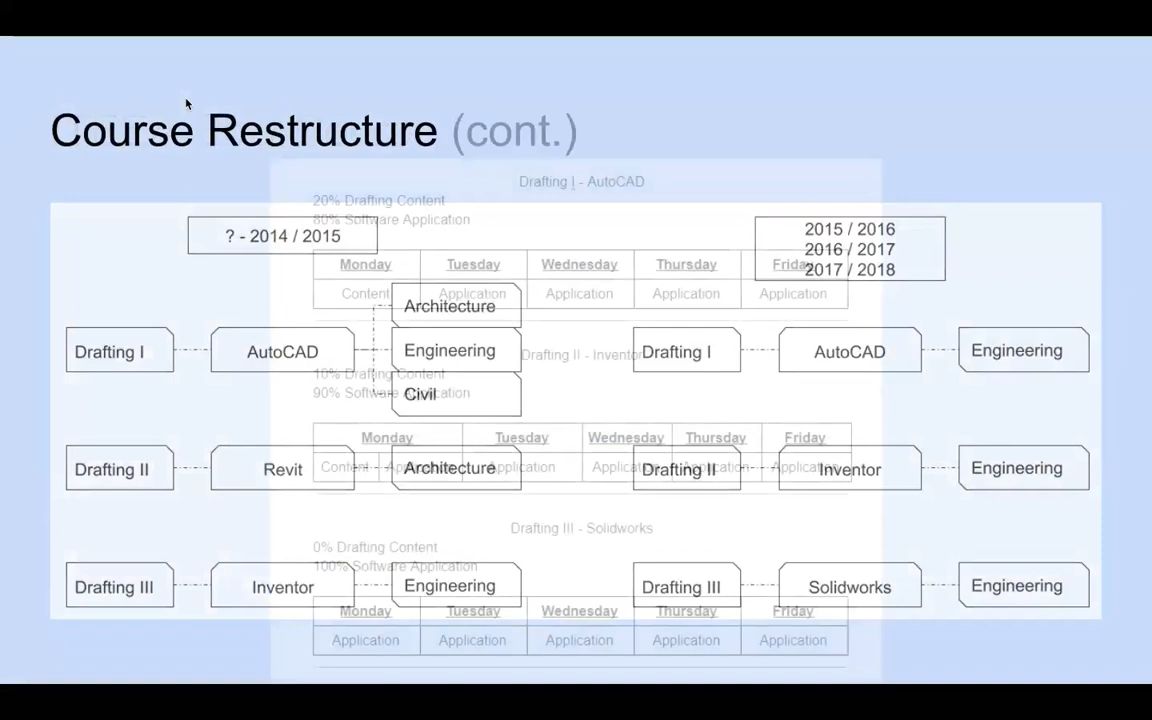 Course Restructure (cont.)
Drafting I - AutoCAD
20% Drafting Content
80% Software Application
? - 2014 / 2015
2015 / 2016
2016 / 2017
2017 / 2018
Monday Tuesday Wednesday Thursday Friday
Content Application Application Application Application
Architecture
Drafting I AutoCAD Engineering Drafting I AutoCAD Engineering
Civil
Drafting II - Inventor
10% Drafting Content
90% Software Application
Monday Tuesday Wednesday Thursday Friday
Content Application Application Application Application Application
Drafting II Revit Architecture Drafting II Inventor Engineering
Drafting III - Solidworks
0% Drafting Content
100% Software Application
Drafting III Inventor Engineering Drafting III Solidworks Engineering
Monday Tuesday Wednesday Thursday Friday
Application Application Application Application Application